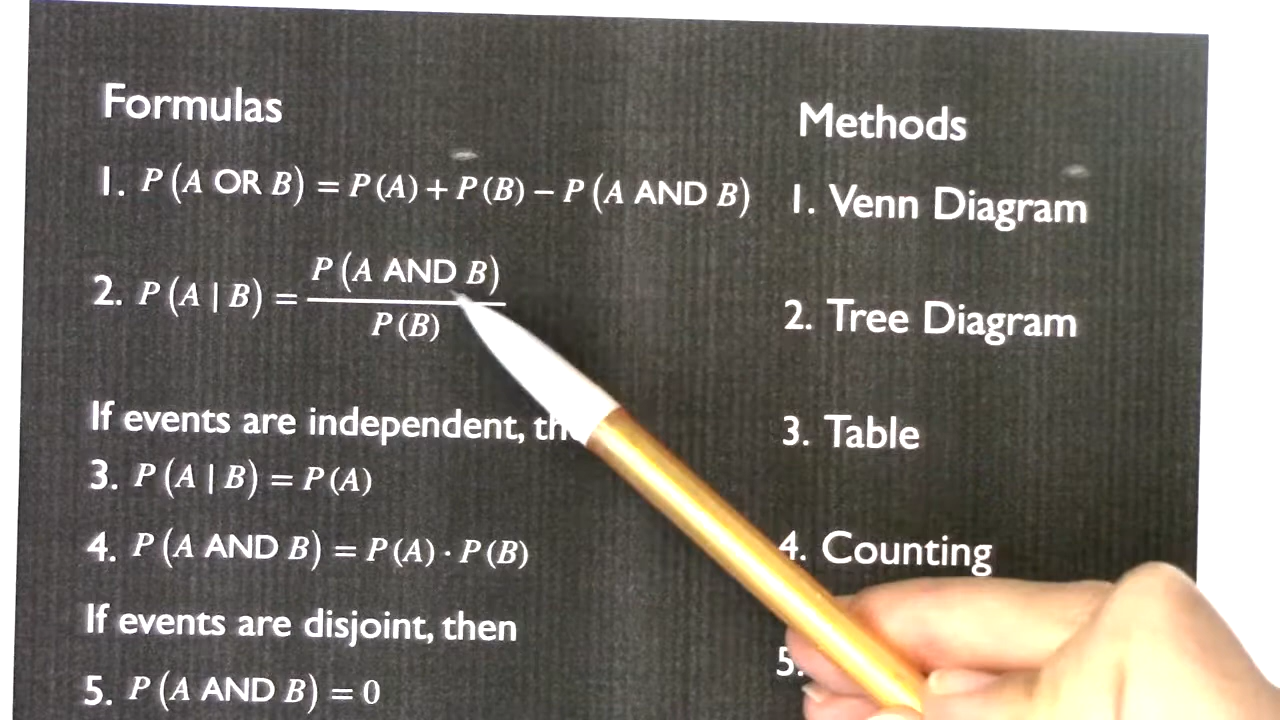 Formulas
1. P(A OR B) = P(A) + P(B) − P(A AND B)
2. P(A | B) = P(A AND B) / P(B)
If events are independent,
3. P(A | B) = P(A)
4. P(A AND B) = P(A) · P(B)
If events are disjoint, then
5. P(A AND B) = 0
Methods
1. Venn Diagram
2. Tree Diagram
3. Table
4. Counting
5.